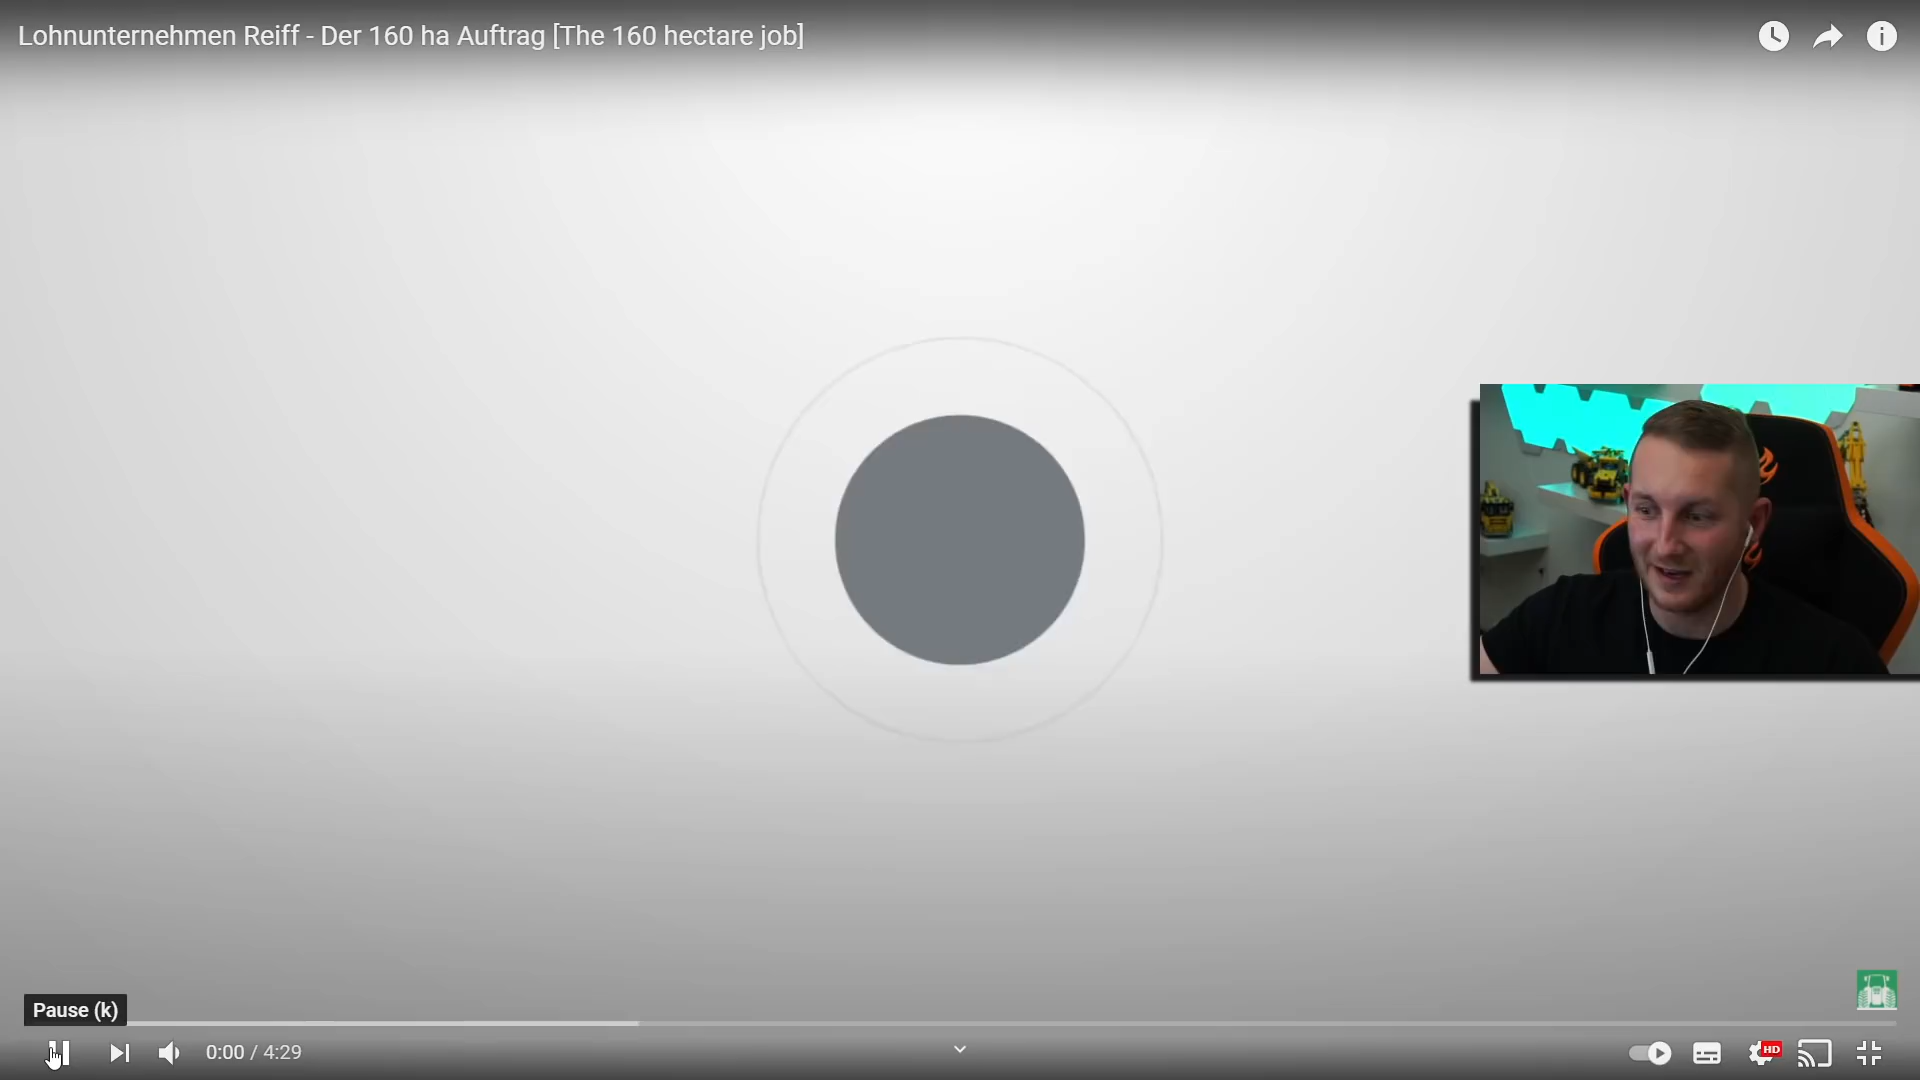 Lohnunternehmen Reiff - Der 160 ha Auftrag [The 160 hectare job]
Pause (k)
0:00 / 4:29
HD